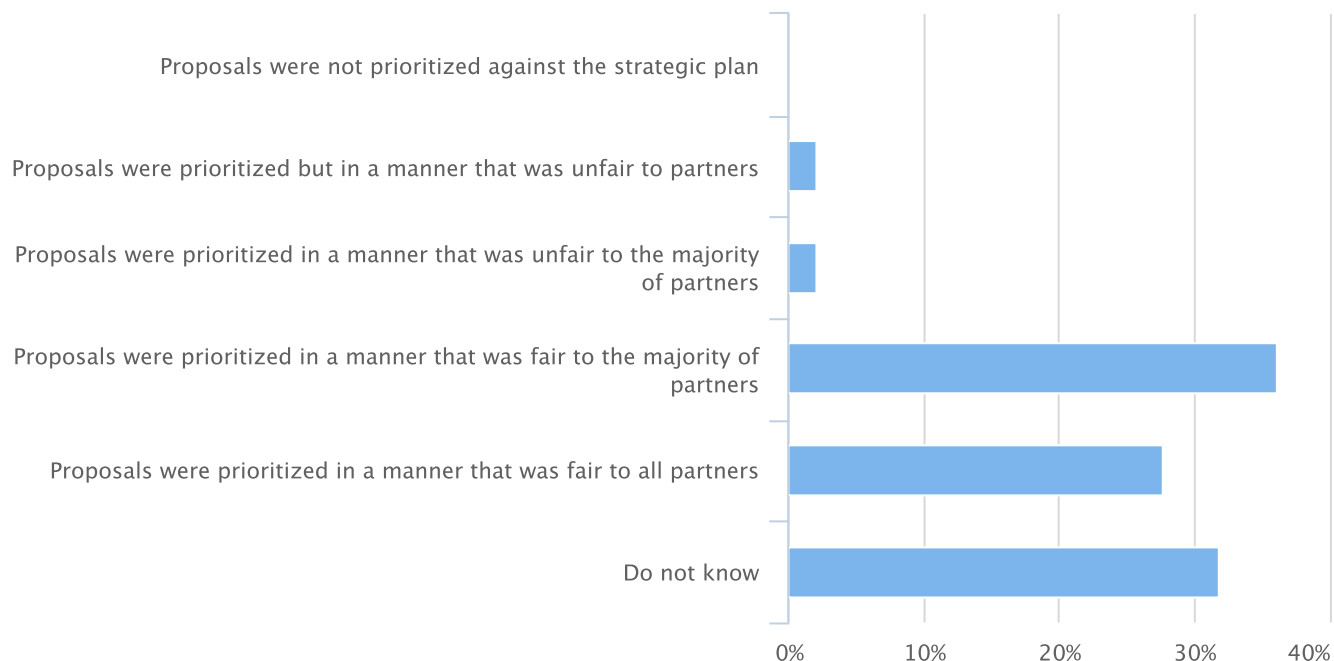 Proposals were not prioritized against the strategic plan
Proposals were prioritized but in a manner that was unfair to partners
Proposals were prioritized in a manner that was unfair to the majority
of partners
Proposals were prioritized in a manner that was fair to the majority of
partners
Proposals were prioritized in a manner that was fair to all partners
Do not know
0% 10% 20% 30% 40%